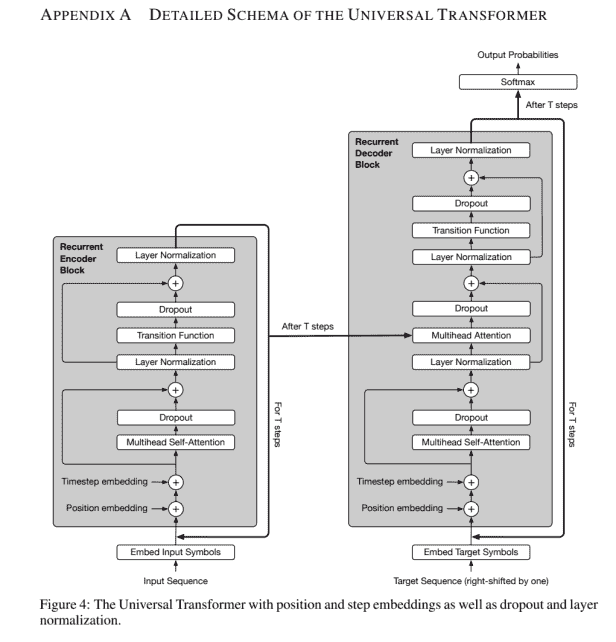 APPENDIX A DETAILED SCHEMA OF THE UNIVERSAL TRANSFORMER
Output Probabilities
Softmax
After T steps
Recurrent
Decoder
Block
Layer Normalization
+
Dropout
Transition Function
Layer Normalization
+
Dropout
Multihead Attention
Layer Normalization
+
Dropout
Multihead Self-Attention
Timestep embedding
+
Position embedding
+
For T steps
Embed Target Symbols
Target Sequence (right-shifted by one)
Recurrent
Encoder
Block
Layer Normalization
+
Dropout
Transition Function
Layer Normalization
+
Dropout
Multihead Self-Attention
Timestep embedding
+
Position embedding
+
After T steps
For T steps
Embed Input Symbols
Input Sequence
Figure 4: The Universal Transformer with position and step embeddings as well as dropout and layer
normalization.